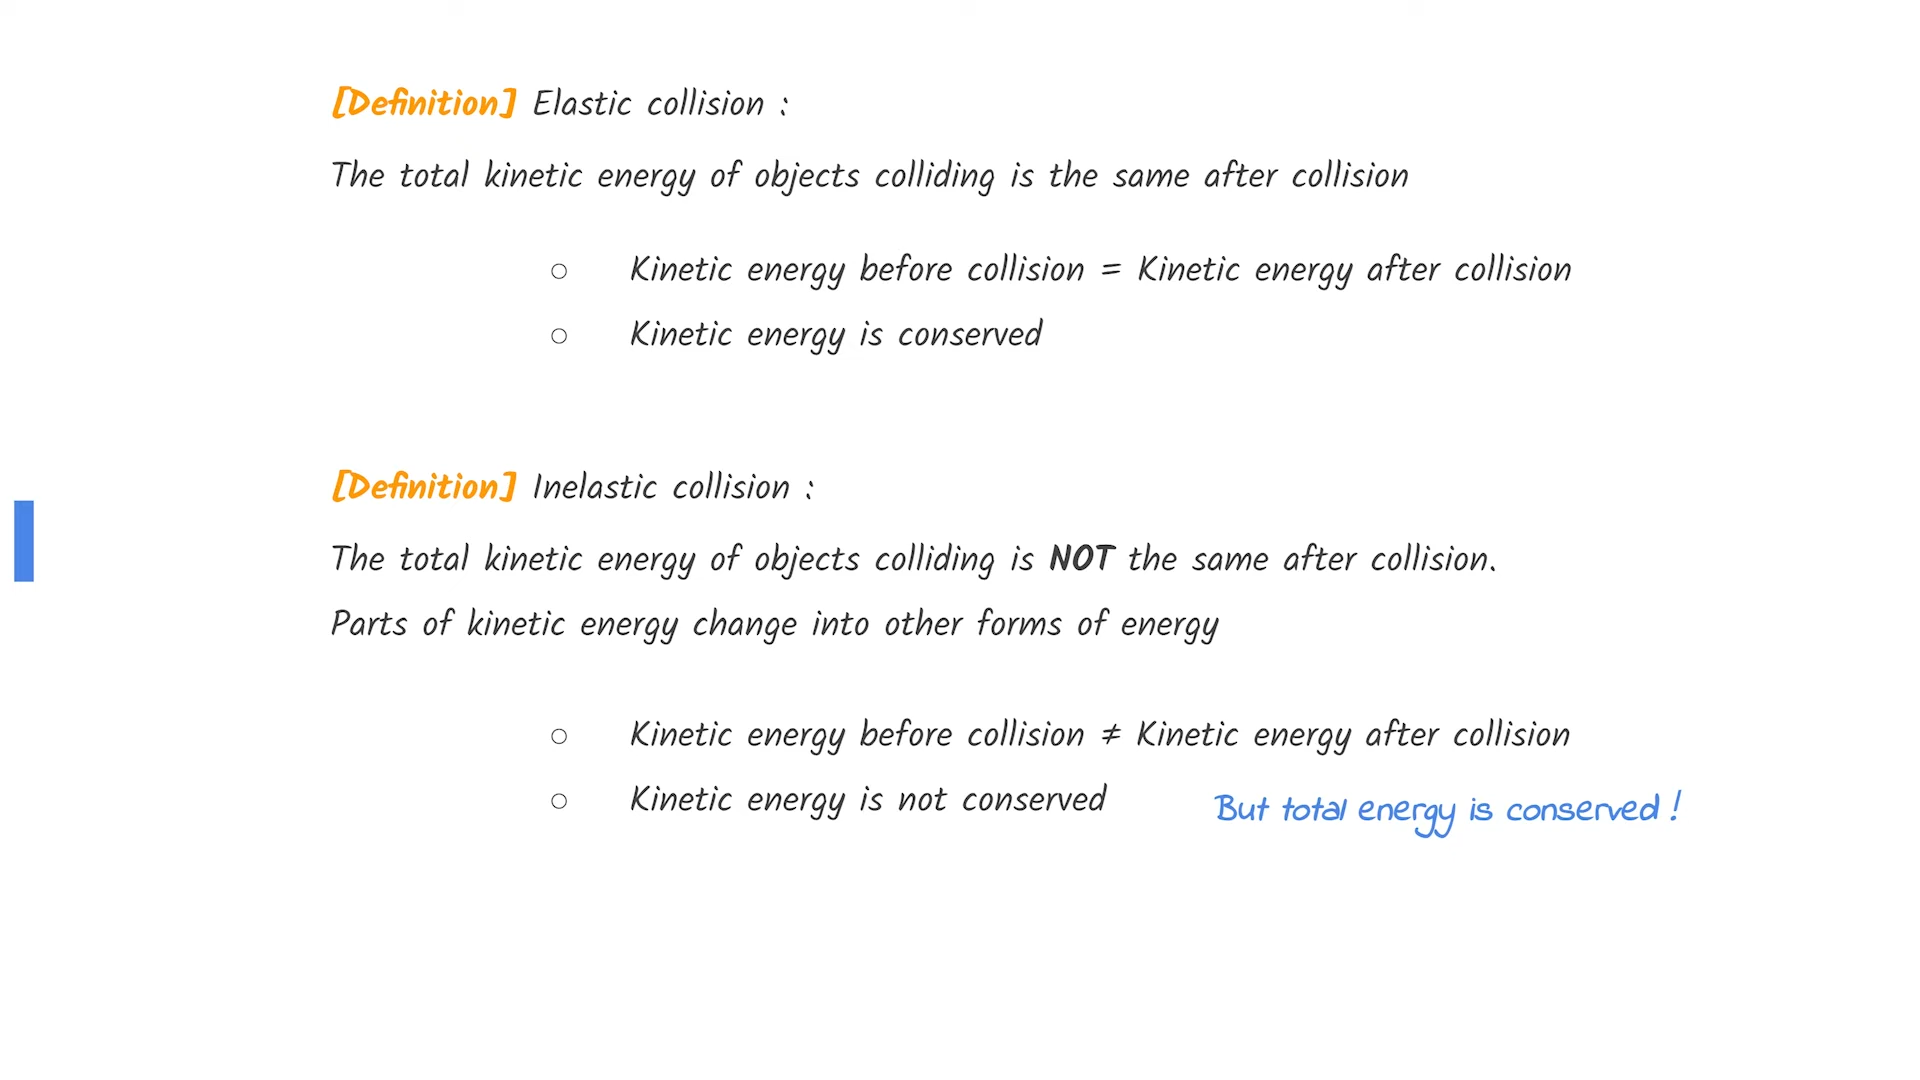 [Definition] Elastic collision :
The total kinetic energy of objects colliding is the same after collision
○ Kinetic energy before collision = Kinetic energy after collision
○ Kinetic energy is conserved
[Definition] Inelastic collision :
The total kinetic energy of objects colliding is NOT the same after collision.
Parts of kinetic energy change into other forms of energy
○ Kinetic energy before collision ≠ Kinetic energy after collision
○ Kinetic energy is not conserved But total energy is conserved !